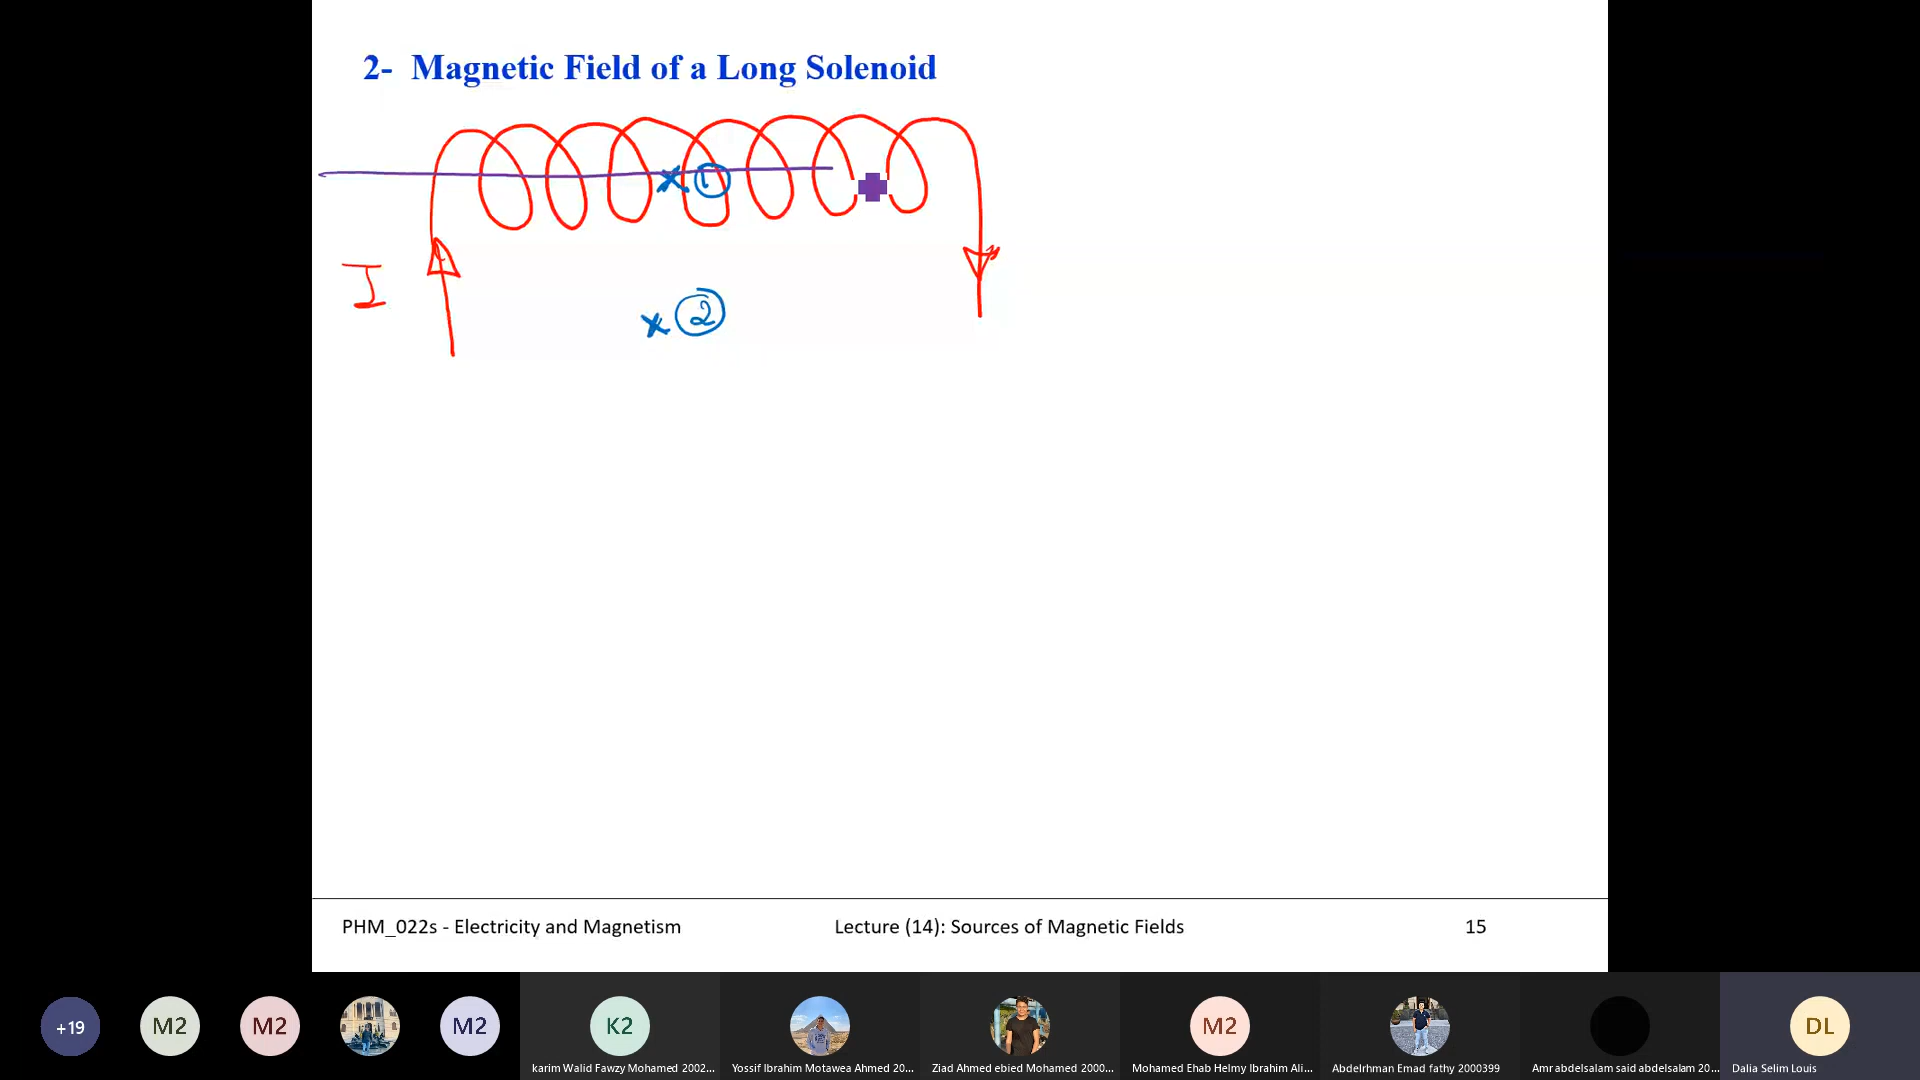 2- Magnetic Field of a Long Solenoid
①
I
②
PHM_022s - Electricity and Magnetism
Lecture (14): Sources of Magnetic Fields
15
+19
M2
M2
M2
K2
M2
DL
karim Walid Fawzy Mohamed 2002...
Yossif Ibrahim Motawea Ahmed 20...
Ziad Ahmed ebied Mohamed 2000...
Mohamed Ehab Helmy Ibrahim Ali...
Abdelrhman Emad fathy 2000399
Amr abdelsalam said abdelsalam 20...
Dalia Selim Louis